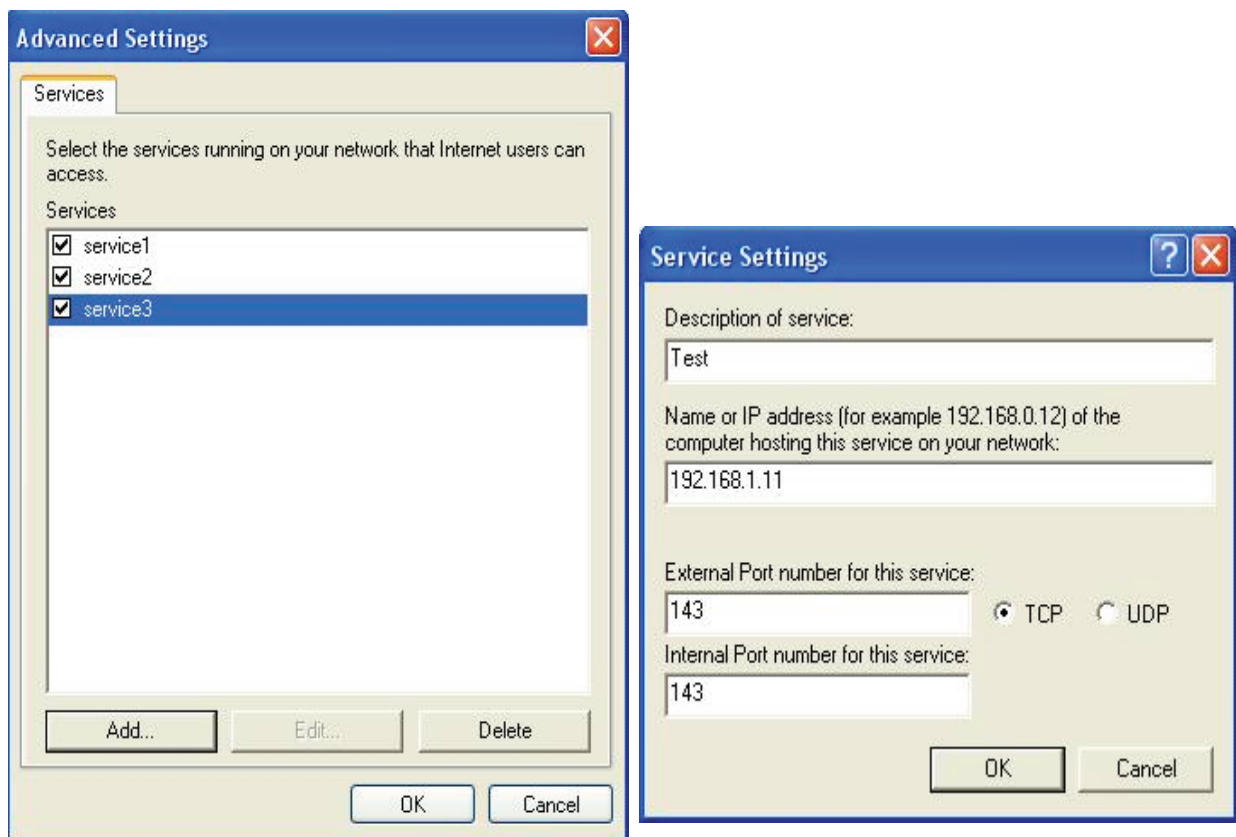 Advanced Settings
Services
Select the services running on your network that Internet users can
access.
Services
service1
service2
service3
Add...
Edit...
Delete
OK
Cancel
Service Settings
?
Description of service:
Test
Name or IP address (for example 192.168.0.12) of the
computer hosting this service on your network:
192.168.1.11
External Port number for this service:
143
TCP
UDP
Internal Port number for this service:
143
OK
Cancel